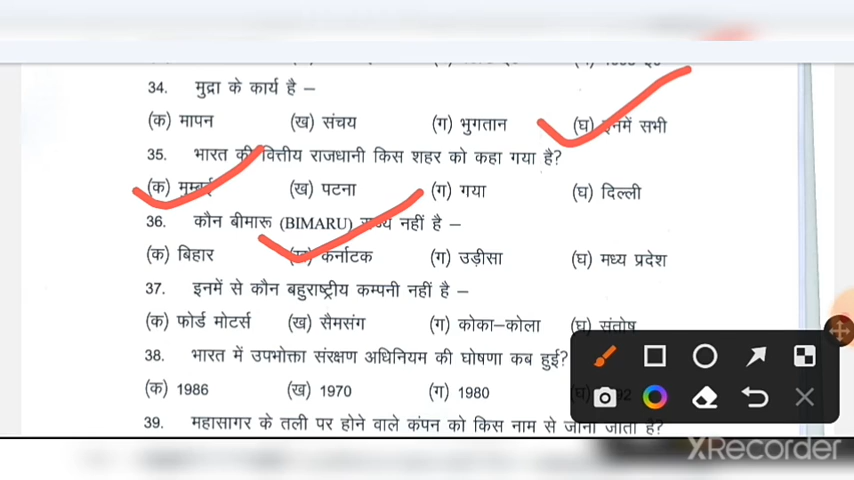 34. मुद्रा के कार्य है –
(क) मापन (ख) संचय (ग) भुगतान (घ) इनमें सभी
35. भारत की वित्तीय राजधानी किस शहर को कहा गया है?
(क) मुम्बई (ख) पटना (ग) गया (घ) दिल्ली
36. कौन बीमारू (BIMARU) राज्य नहीं है –
(क) बिहार (ख) कर्नाटक (ग) उड़ीसा (घ) मध्य प्रदेश
37. इनमें से कौन बहुराष्ट्रीय कम्पनी नहीं है –
(क) फोर्ड मोटर्स (ख) सैमसंग (ग) कोका–कोला (घ) संतोष
38. भारत में उपभोक्ता संरक्षण अधिनियम की घोषणा कब हुई?
(क) 1986 (ख) 1970 (ग) 1980 (घ)
39. महासागर के तली पर होने वाले कंपन को किस नाम से जाना जाता है?
XRecorder